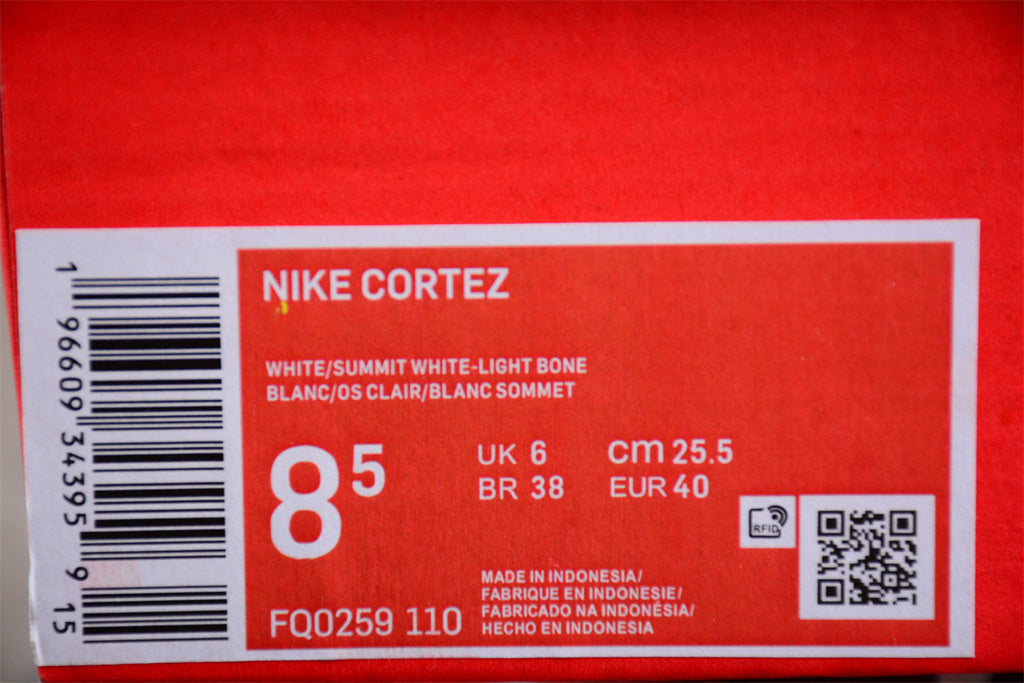 1 96609 34395 9 15
NIKE CORTEZ
WHITE/SUMMIT WHITE-LIGHT BONE
BLANC/OS CLAIR/BLANC SOMMET
8 5
UK 6
cm 25.5
BR 38
EUR 40
RFID
MADE IN INDONESIA/
FABRIQUE EN INDONESIE/
FABRICADO NA INDONÉSIA/
HECHO EN INDONESIA
FQ0259 110